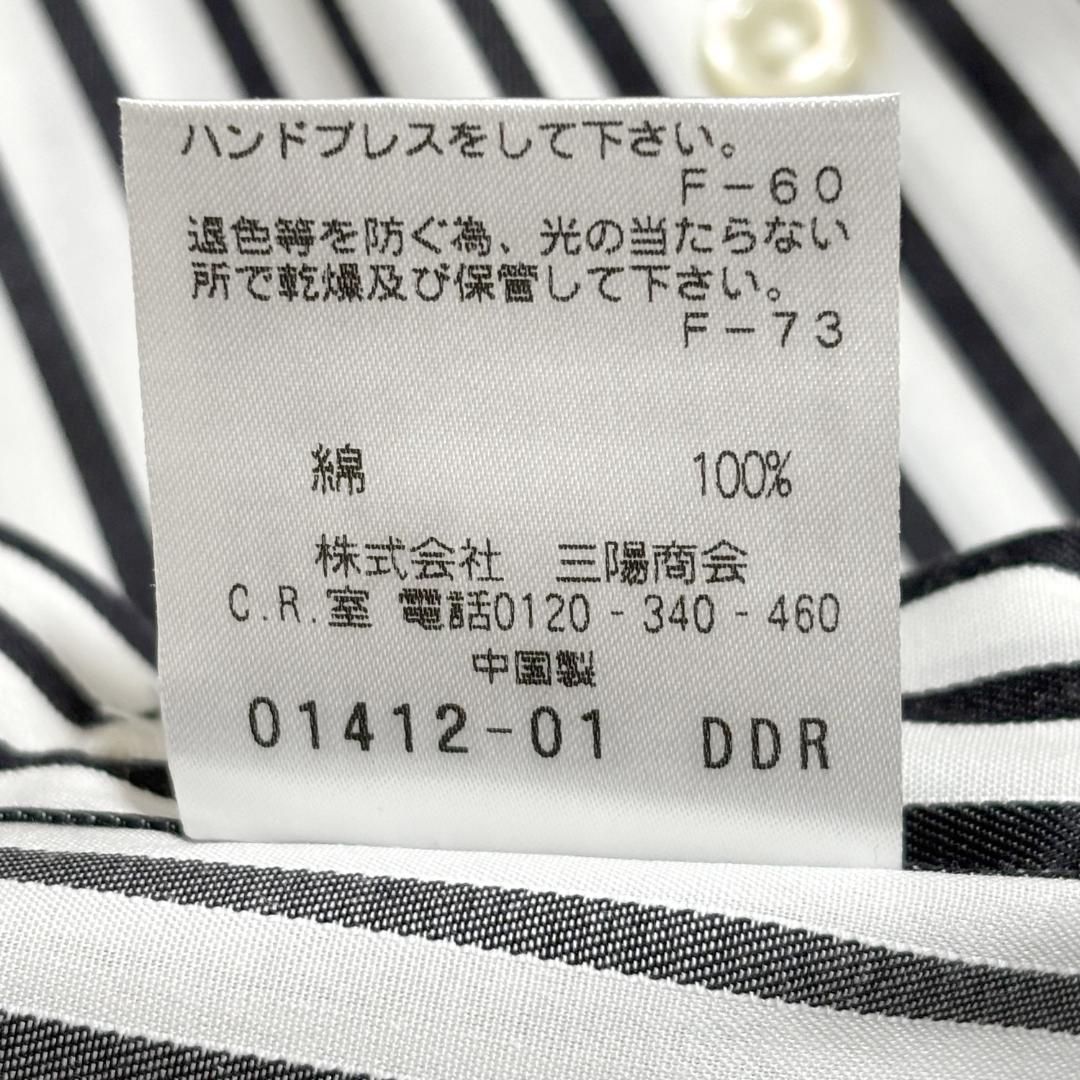 ハンドプレスをして下さい。
F-60
退色等を防ぐ為、光の当たらない
所で乾燥及び保管して下さい。
F-73
綿 100%
株式会社 三陽商会
C.R.室 電話0120-340-460
中国製
01412-01 DDR